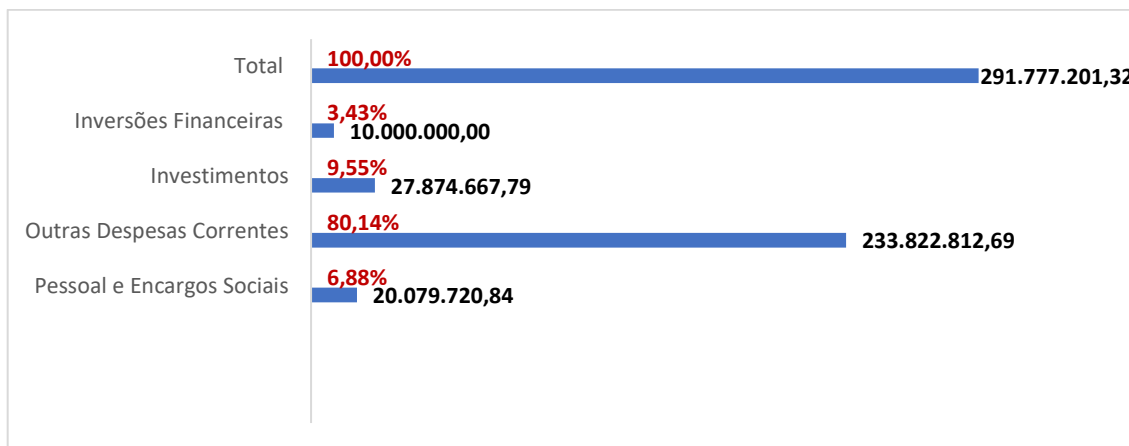 Total
100,00%
291.777.201,32
Inversões Financeiras
3,43%
10.000.000,00
Investimentos
9,55%
27.874.667,79
Outras Despesas Correntes
80,14%
233.822.812,69
Pessoal e Encargos Sociais
6,88%
20.079.720,84